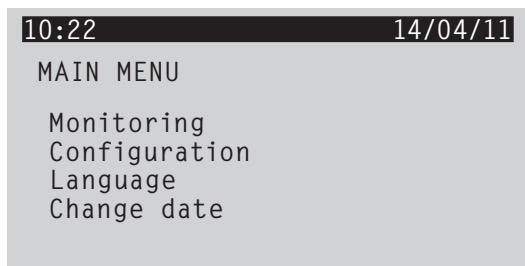 10:22 14/04/11
MAIN MENU
Monitoring
Configuration
Language
Change date